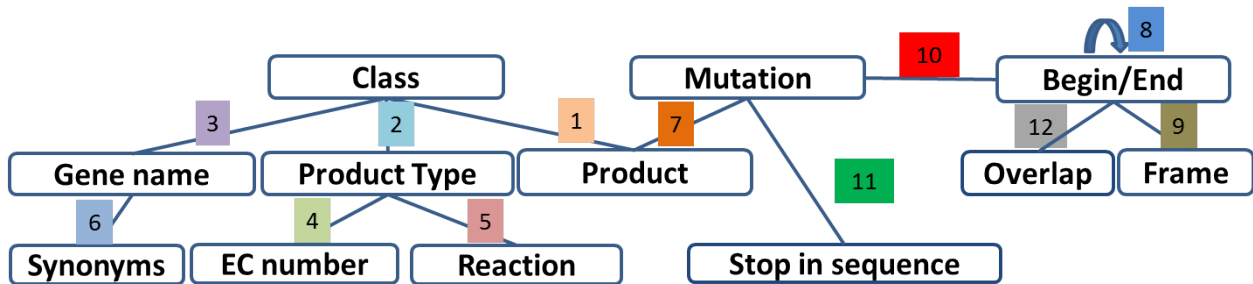 8
10
Class
Mutation
Begin/End
3
2
1
7
12
9
Gene name
Product Type
Product
Overlap
Frame
11
6
4
5
Synonyms
EC number
Reaction
Stop in sequence